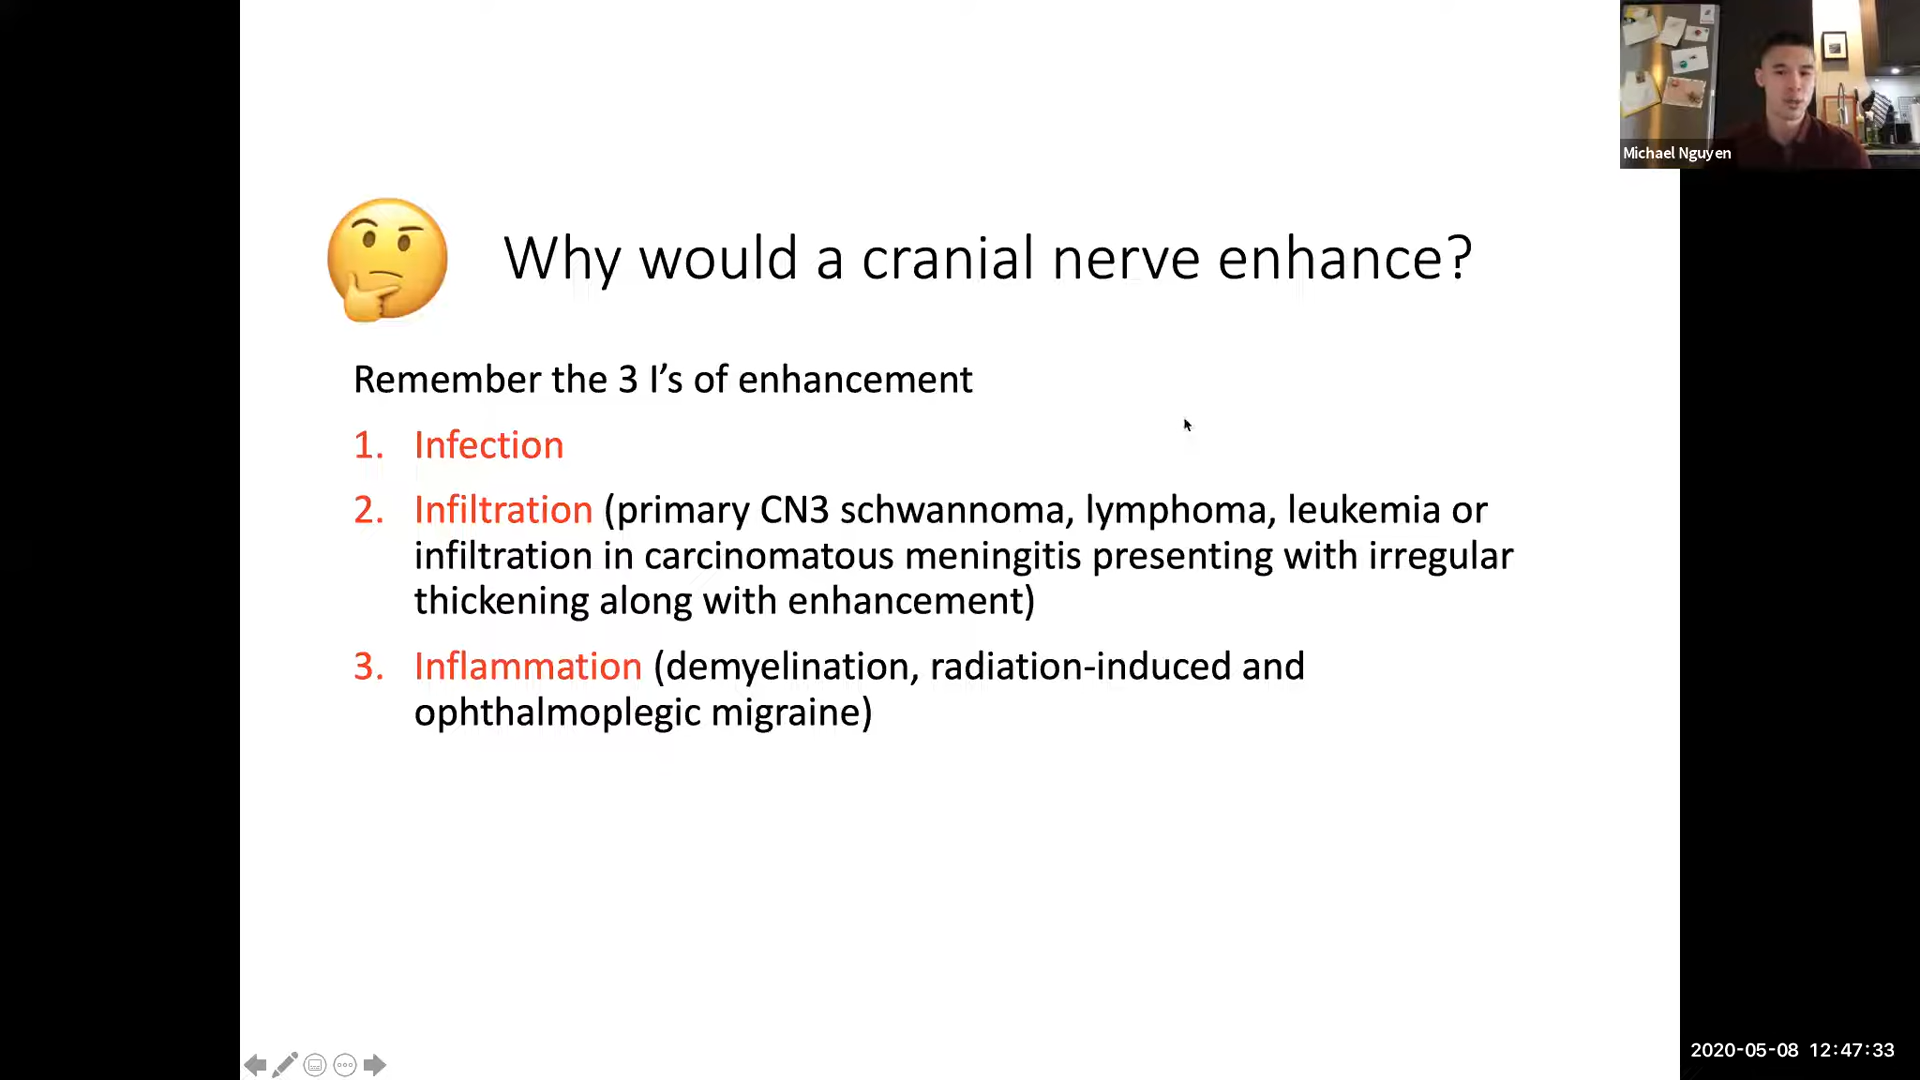 Michael Nguyen
Why would a cranial nerve enhance?
Remember the 3 I’s of enhancement
1. Infection
2. Infiltration (primary CN3 schwannoma, lymphoma, leukemia or
infiltration in carcinomatous meningitis presenting with irregular
thickening along with enhancement)
3. Inflammation (demyelination, radiation-induced and
ophthalmoplegic migraine)
2020-05-08 12:47:33